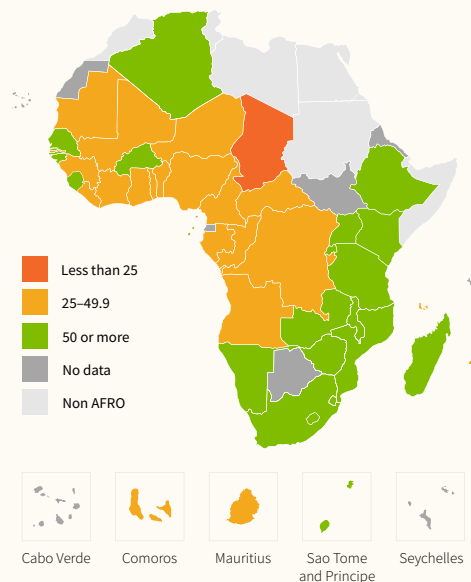 Less than 25
25–49.9
50 or more
No data
Non AFRO
Cabo Verde
Comoros
Mauritius
Sao Tome
and Principe
Seychelles